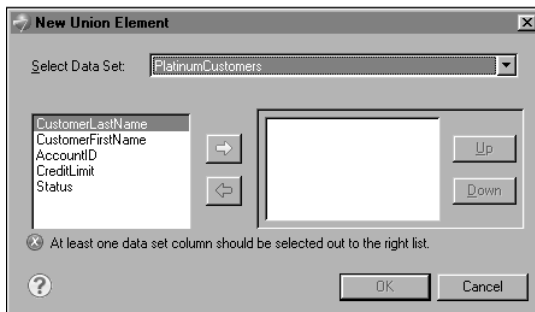 New Union Element
Select Data Set: PlatinumCustomers
CustomerLastName
CustomerFirstName
AccountID
CreditLimit
Status
Up
Down
At least one data set column should be selected out to the right list.
OK Cancel